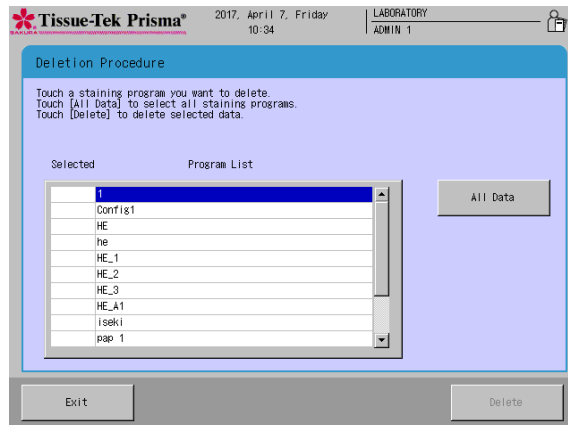 Tissue-Tek Prisma®
SAKURA
2017, April 7, Friday
10:34
LABORATORY
ADMIN 1
Deletion Procedure
Touch a staining program you want to delete.
Touch [All Data] to select all staining programs.
Touch [Delete] to delete selected data.
Selected Program List
1
Config1
HE
he
HE_1
HE_2
HE_3
HE_A1
iseki
pap 1
All Data
Exit
Delete